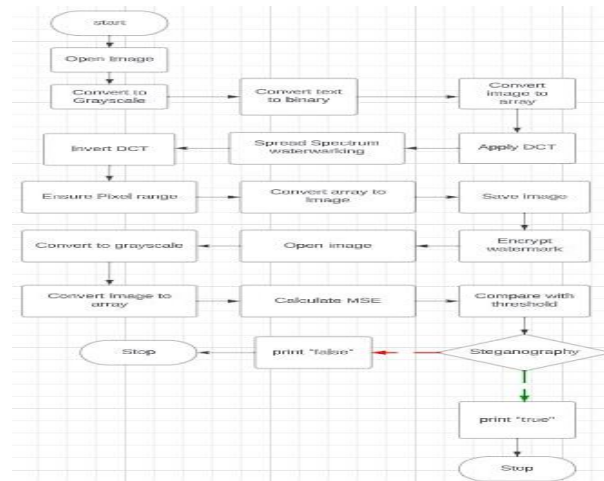 start
Open Image
Convert to
Grayscale
Convert text
to binary
Convert
image to
array
Apply DCT
Spread Spectrum
waterwarking
Invert DCT
Ensure Pixel range
Convert array to
Image
Save Image
Encrypt
watermark
Open image
Convert to grayscale
Convert Image to
array
Calculate MSE
Compare with
threshold
Steganography
print "false"
Stop
print "true"
Stop